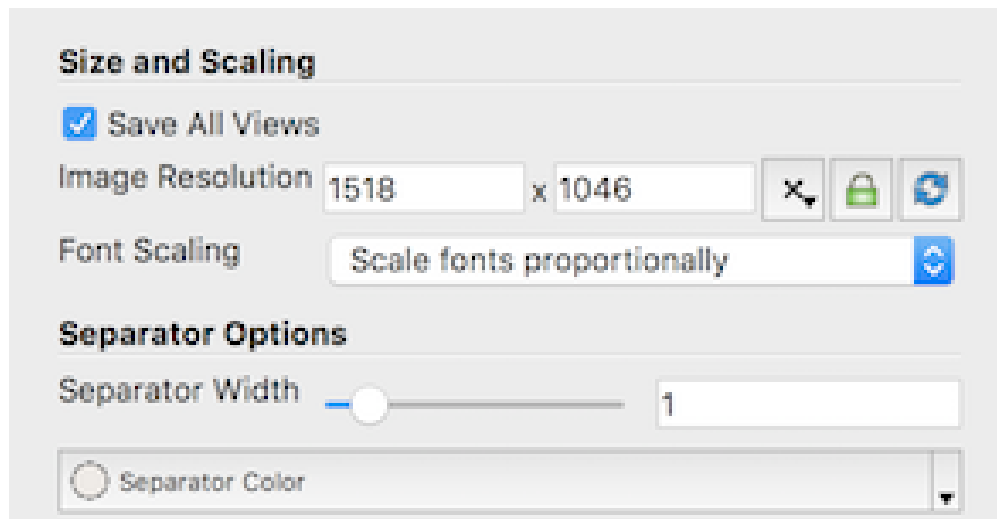 Size and Scaling
Save All Views
Image Resolution 1518 x 1046 x
Font Scaling Scale fonts proportionally
Separator Options
Separator Width 1
Separator Color